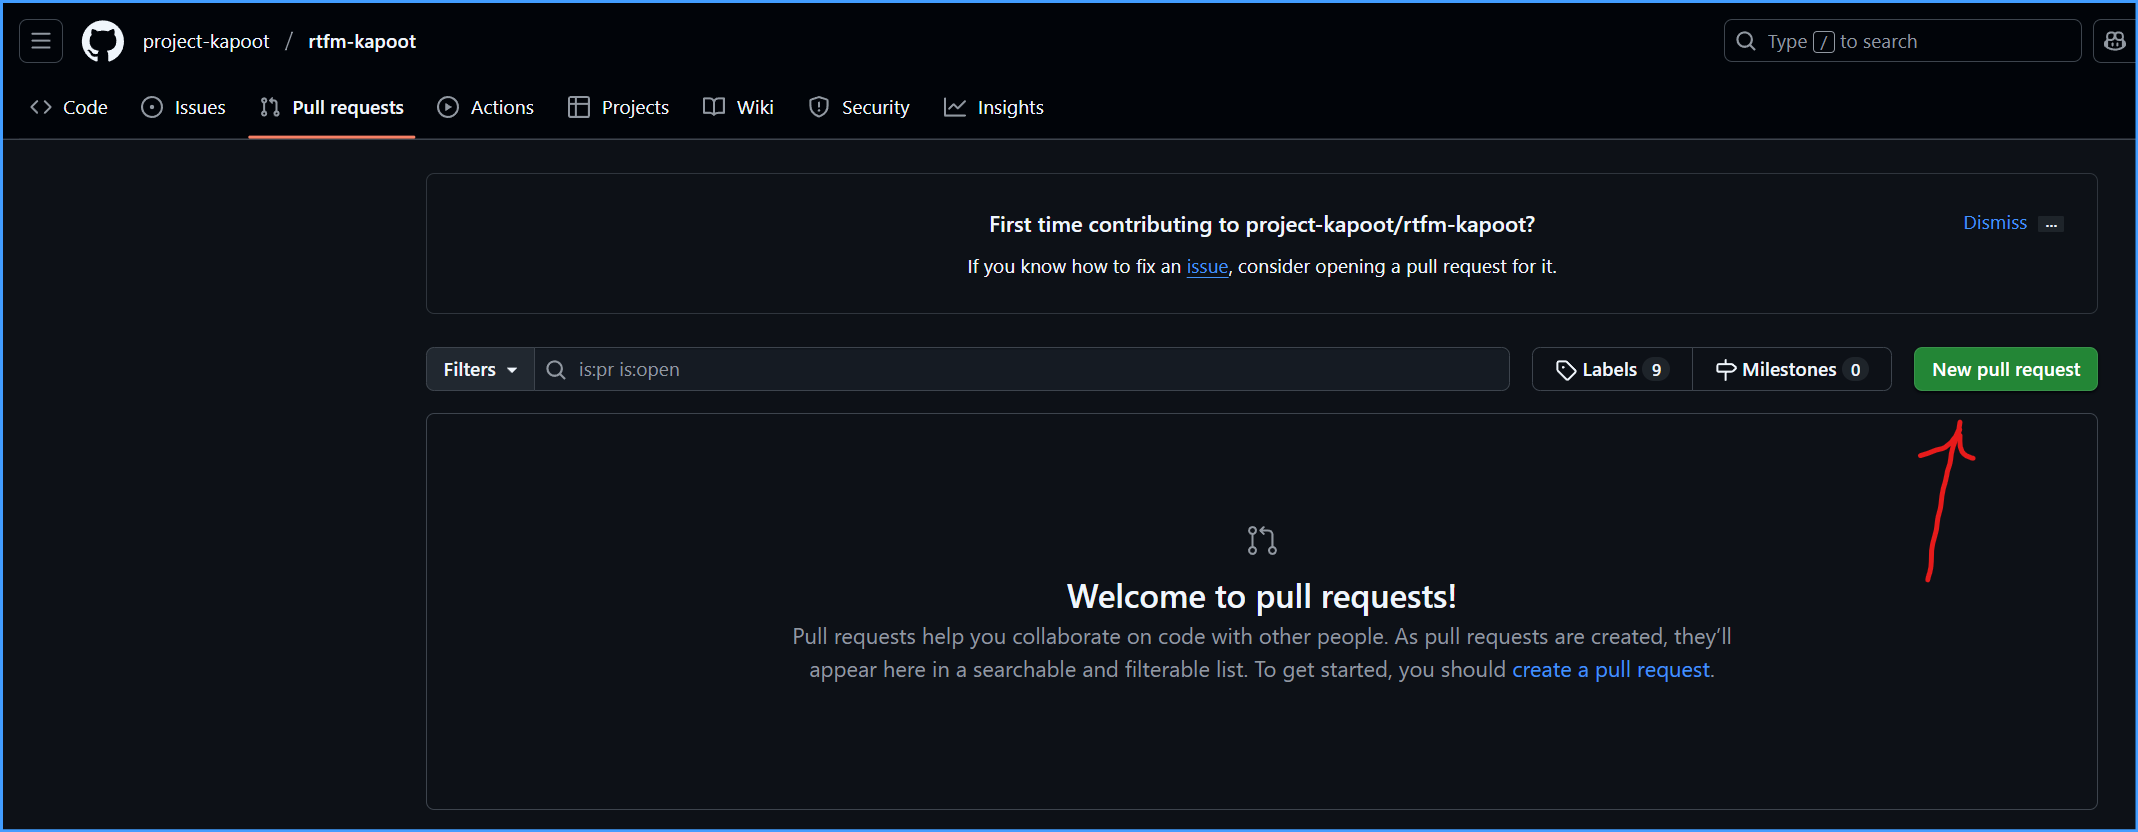 project-kapoot / rtfm-kapoot
Type / to search
Code Issues Pull requests Actions Projects Wiki Security Insights
First time contributing to project-kapoot/rtfm-kapoot?
Dismiss ...
If you know how to fix an issue, consider opening a pull request for it.
Filters is:pr is:open Labels 9 Milestones 0 New pull request
Welcome to pull requests!
Pull requests help you collaborate on code with other people. As pull requests are created, they’ll
appear here in a searchable and filterable list. To get started, you should create a pull request.